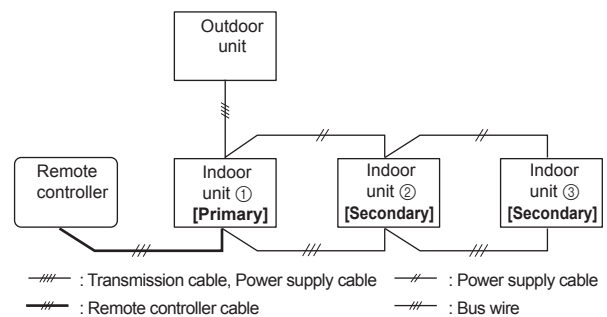 Outdoor
unit
Remote
controller
Indoor
unit ①
[Primary]
Indoor
unit ②
[Secondary]
Indoor
unit ③
[Secondary]
: Transmission cable, Power supply cable
: Power supply cable
: Remote controller cable
: Bus wire